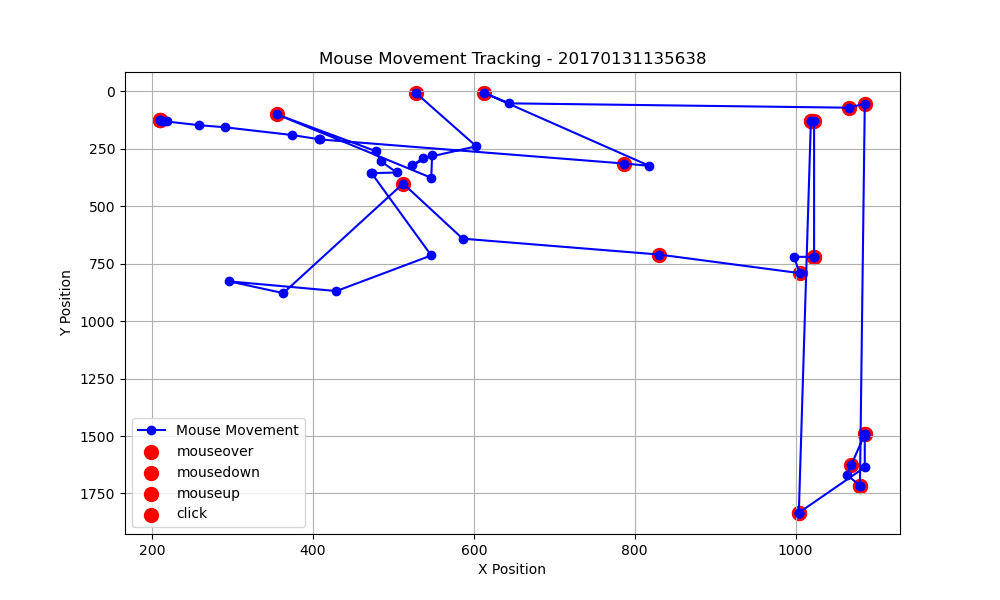 Mouse Movement Tracking - 20170131135638
0
250
500
750
1000
1250
1500
1750
Y Position
Mouse Movement
mouseover
mousedown
mouseup
click
200 400 600 800 1000
X Position